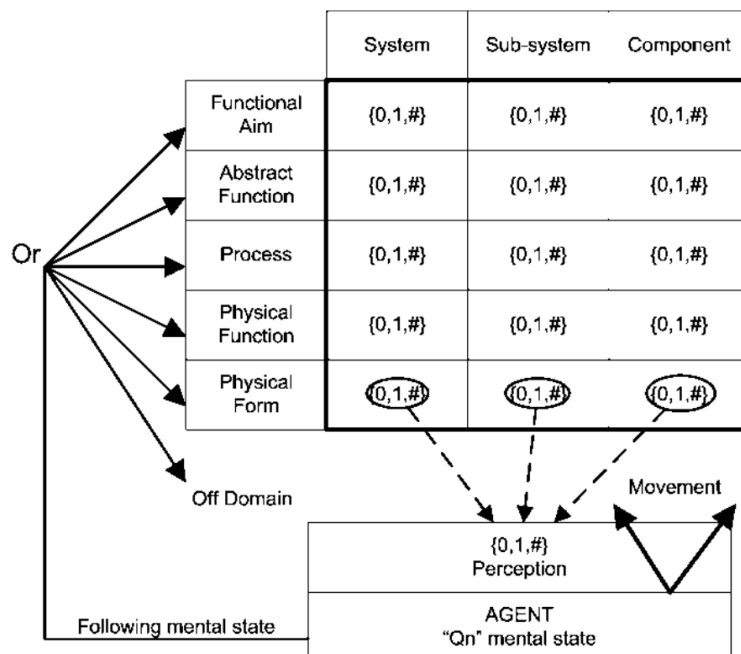 System Sub-system Component
Functional
Aim
{0,1,#} {0,1,#} {0,1,#}
Abstract
Function
{0,1,#} {0,1,#} {0,1,#}
Or
Process
{0,1,#} {0,1,#} {0,1,#}
Physical
Function
{0,1,#} {0,1,#} {0,1,#}
Physical
Form
{0,1,#} {0,1,#} {0,1,#}
Off Domain
Movement
{0,1,#}
Perception
Following mental state
AGENT
"Qn" mental state